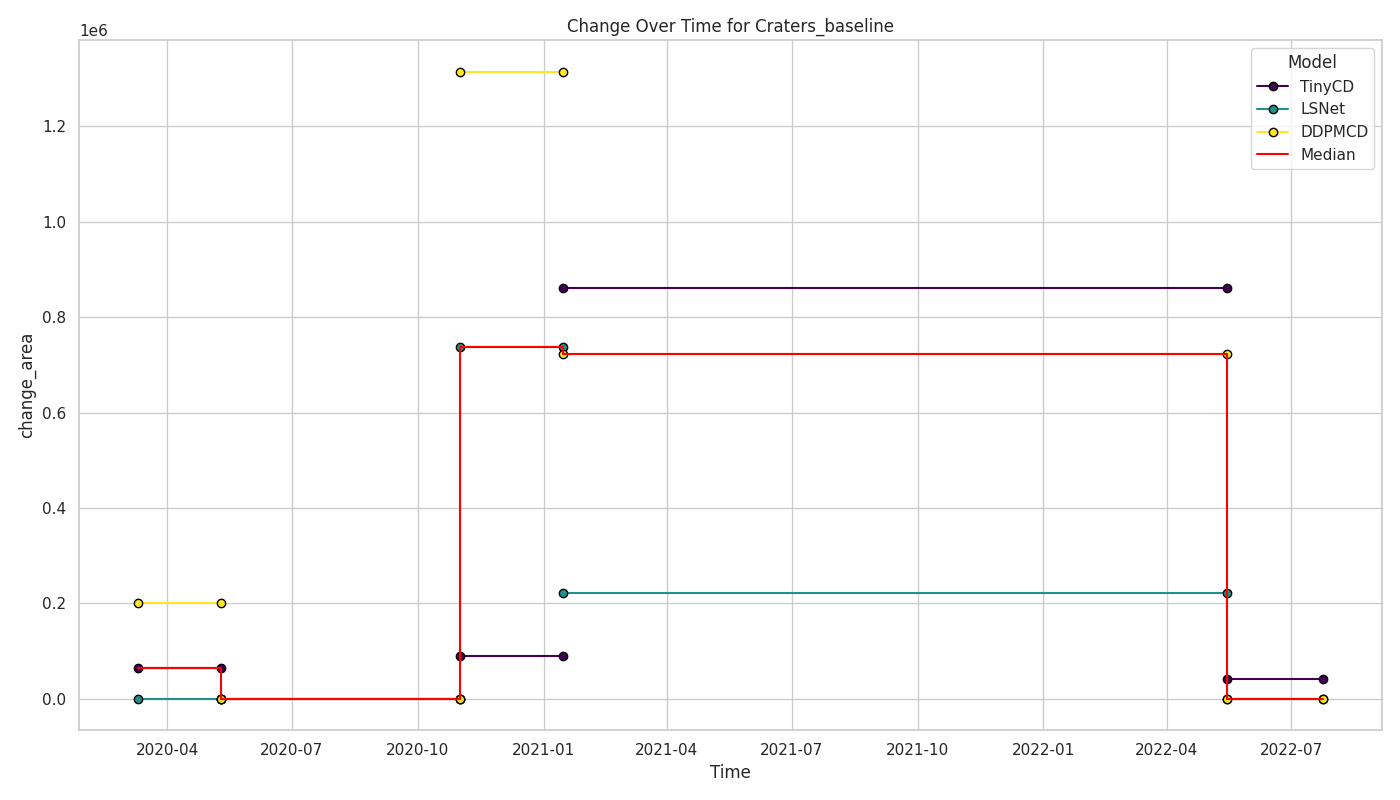 Change Over Time for Craters_baseline
1e6
Model
TinyCD
LSNet
DDPMCD
Median
1.2
1.0
0.8
0.6
0.4
0.2
0.0
change_area
2020-04
2020-07
2020-10
2021-01
2021-04
2021-07
2021-10
2022-01
2022-04
2022-07
Time